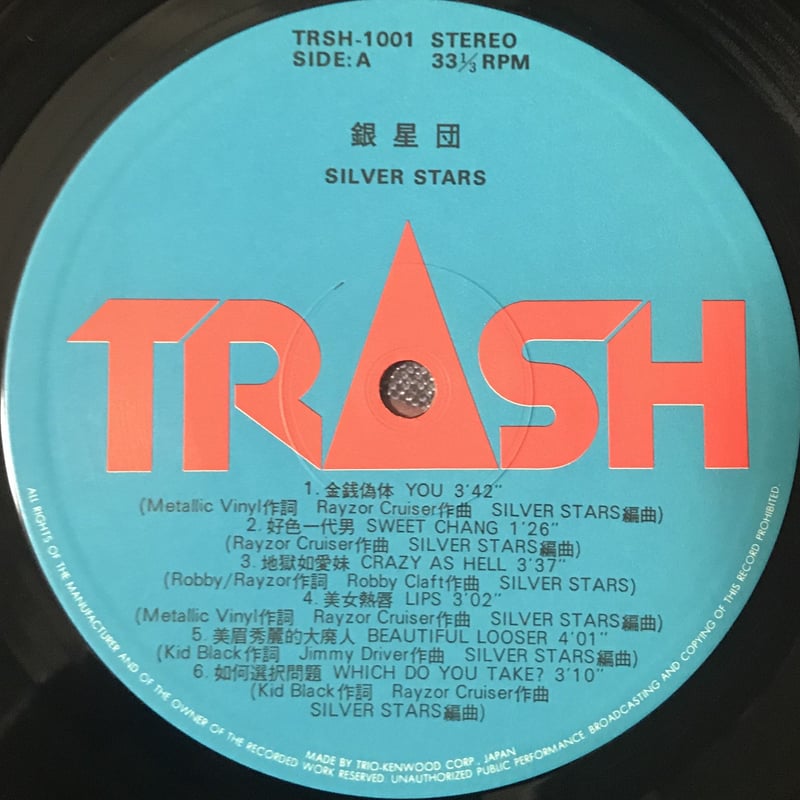 TRSH-1001 STEREO
SIDE: A 33⅓ RPM
銀星団
SILVER STARS
TRASH
1. 金銭偽体 YOU 3'42"
(Metallic Vinyl作詞 Rayzor Cruiser作曲 SILVER STARS編曲)
2. 好色一代男 SWEET CHANG 1'26"
(Rayzor Cruiser作曲 SILVER STARS編曲)
3. 地獄如愛妹 CRAZY AS HELL 3'37"
(Robby/Rayzor作詞 Robby Claft作曲 SILVER STARS)
4. 美女熱唇 LIPS 3'02"
(Metallic Vinyl作詞 Rayzor Cruiser作曲 SILVER STARS編曲)
5. 美眉秀麗的大廃人 BEAUTIFUL LOOSER 4'01"
(Kid Black作詞 Jimmy Driver作曲 SILVER STARS編曲)
6. 如何選択問題 WHICH DO YOU TAKE? 3'10"
(Kid Black作詞 Rayzor Cruiser作曲
SILVER STARS編曲)
MADE BY TRIO-KENWOOD CORP., JAPAN
ALL RIGHTS OF THE MANUFACTURER AND OF THE OWNER OF THE RECORDED WORK RESERVED. UNAUTHORIZED PUBLIC PERFORMANCE BROADCASTING AND COPYING OF THIS RECORD PROHIBITED.